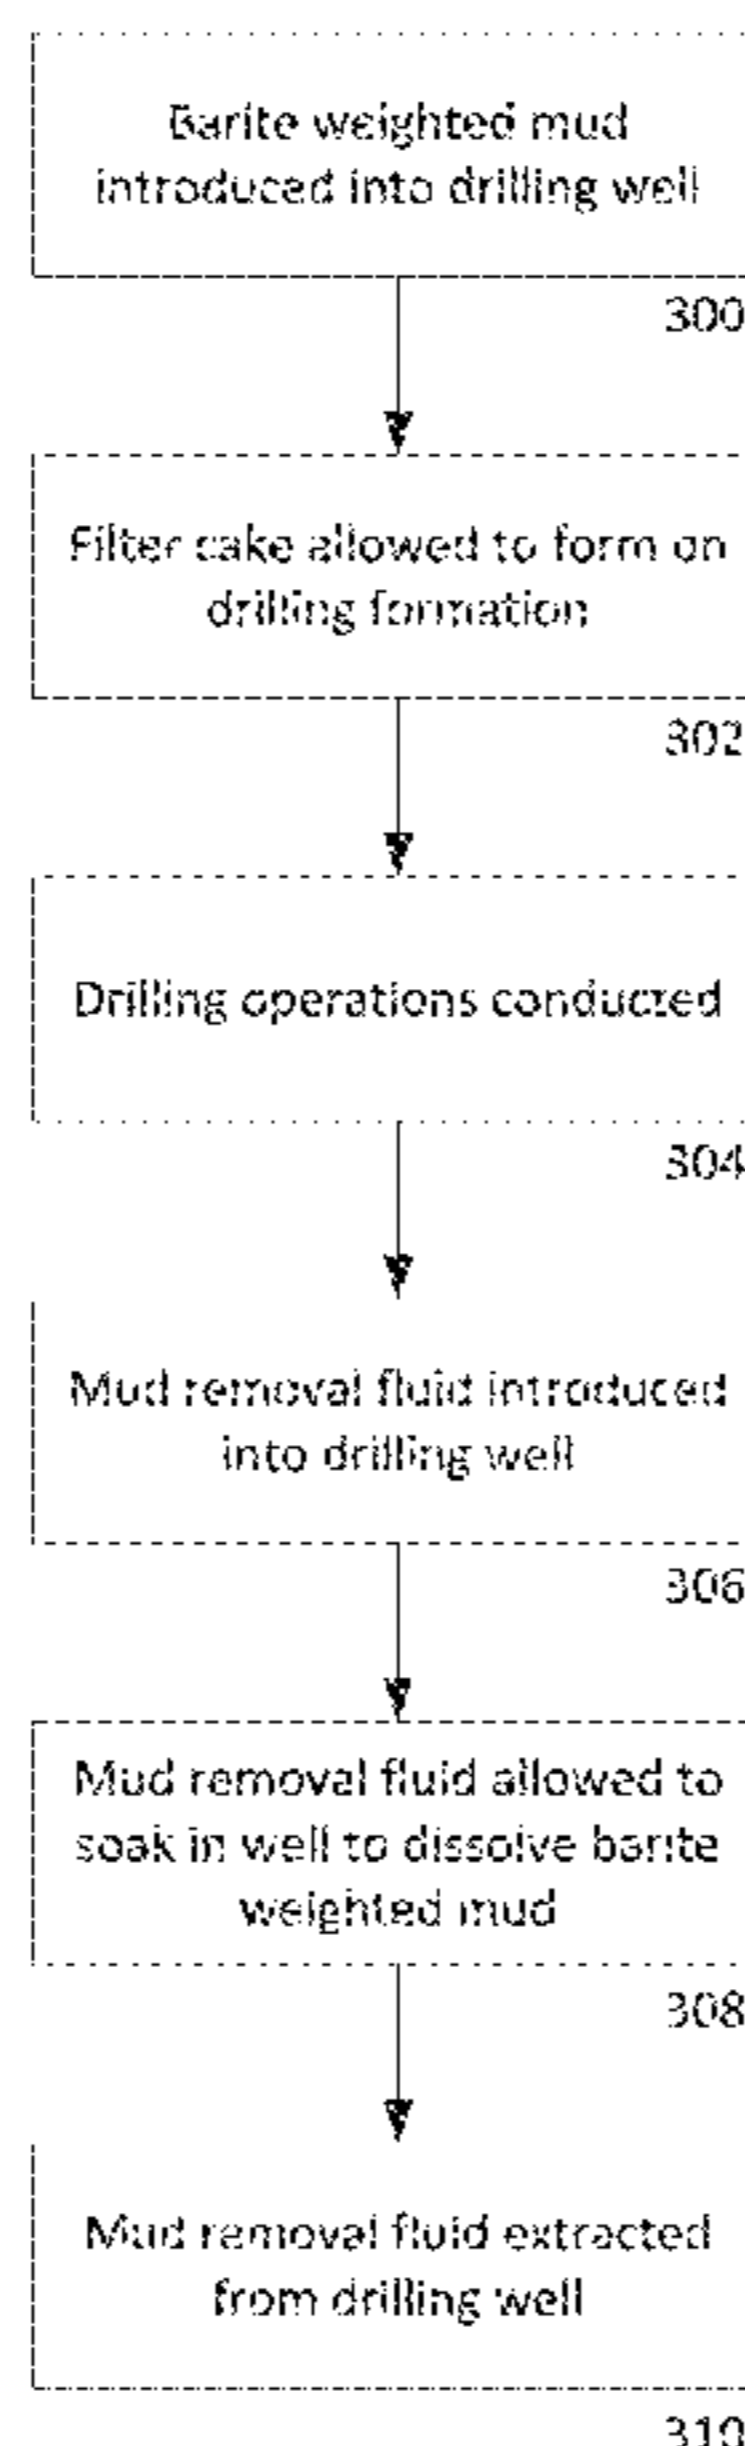 Barite weighted mud
introduced into drilling well
300
Filter cake allowed to form on
drilling formation
302
Drilling operations conducted
304
Mud removal fluid introduced
into drilling well
306
Mud removal fluid allowed to
soak in well to dissolve barite
weighted mud
308
Mud removal fluid extracted
from drilling well
310